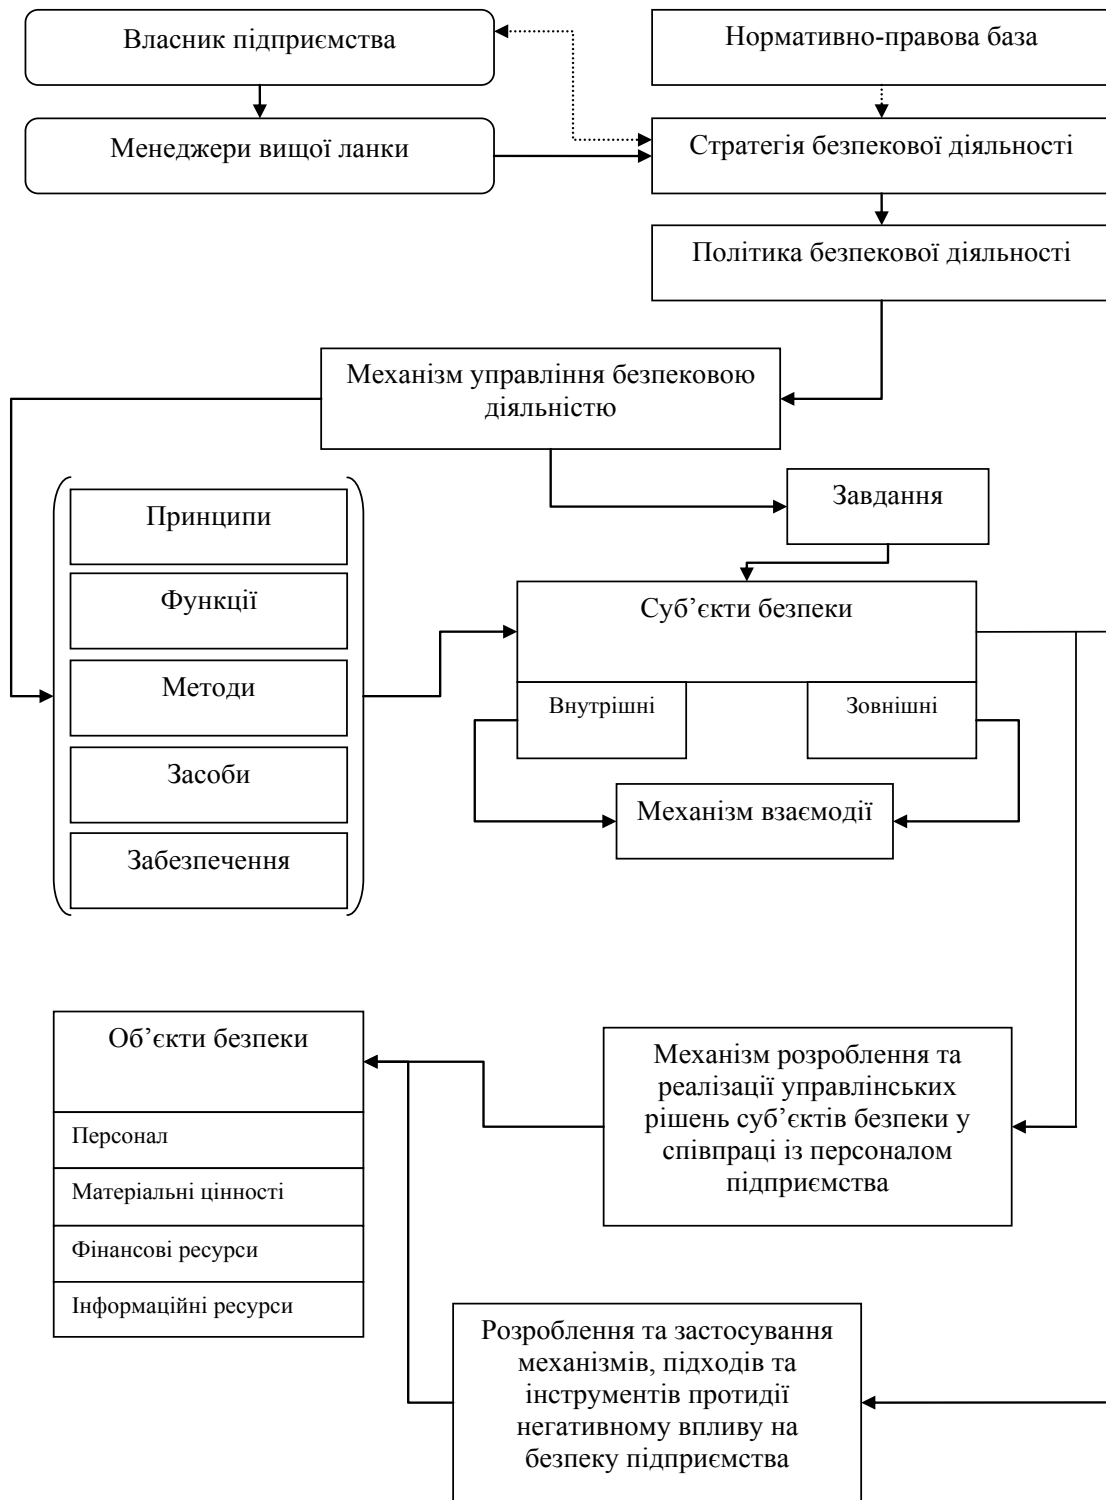 Власник підприємства
Нормативно-правова база
Менеджери вищої ланки
Стратегія безпекової діяльності
Політика безпекової діяльності
Механізм управління безпековою
діяльністю
Завдання
Принципи
Функції
Методи
Засоби
Забезпечення
Суб’єкти безпеки
Внутрішні
Зовнішні
Механізм взаємодії
Об’єкти безпеки
Персонал
Матеріальні цінності
Фінансові ресурси
Інформаційні ресурси
Механізм розроблення та
реалізації управлінських
рішень суб’єктів безпеки у
співпраці із персоналом
підприємства
Розроблення та застосування
механізмів, підходів та
інструментів протидії
негативному впливу на
безпеку підприємства